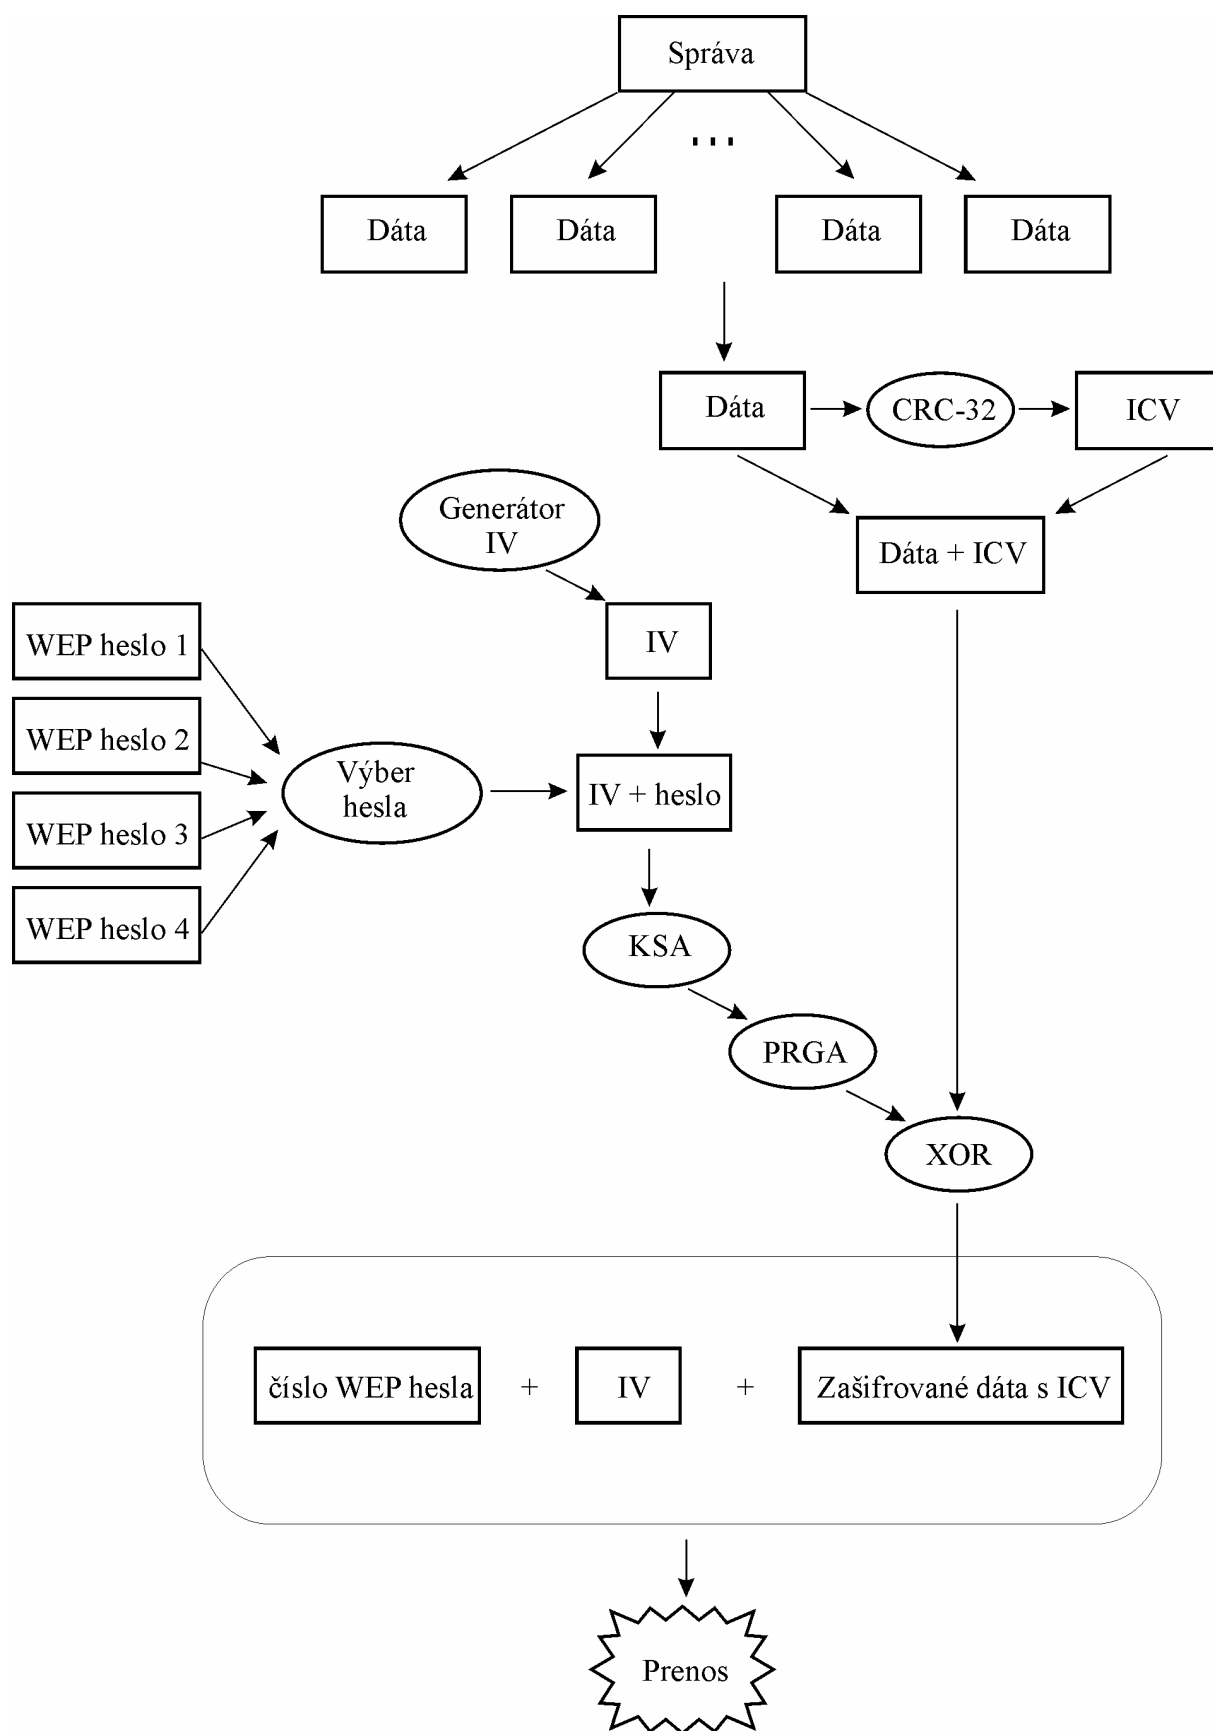 Správa
...
Dáta
Dáta
Dáta
Dáta
Dáta
CRC-32
ICV
Generátor
IV
Dáta + ICV
IV
WEP heslo 1
WEP heslo 2
WEP heslo 3
WEP heslo 4
Výber
hesla
IV + heslo
KSA
PRGA
XOR
číslo WEP hesla + IV + Zašifrované dáta s ICV
Prenos